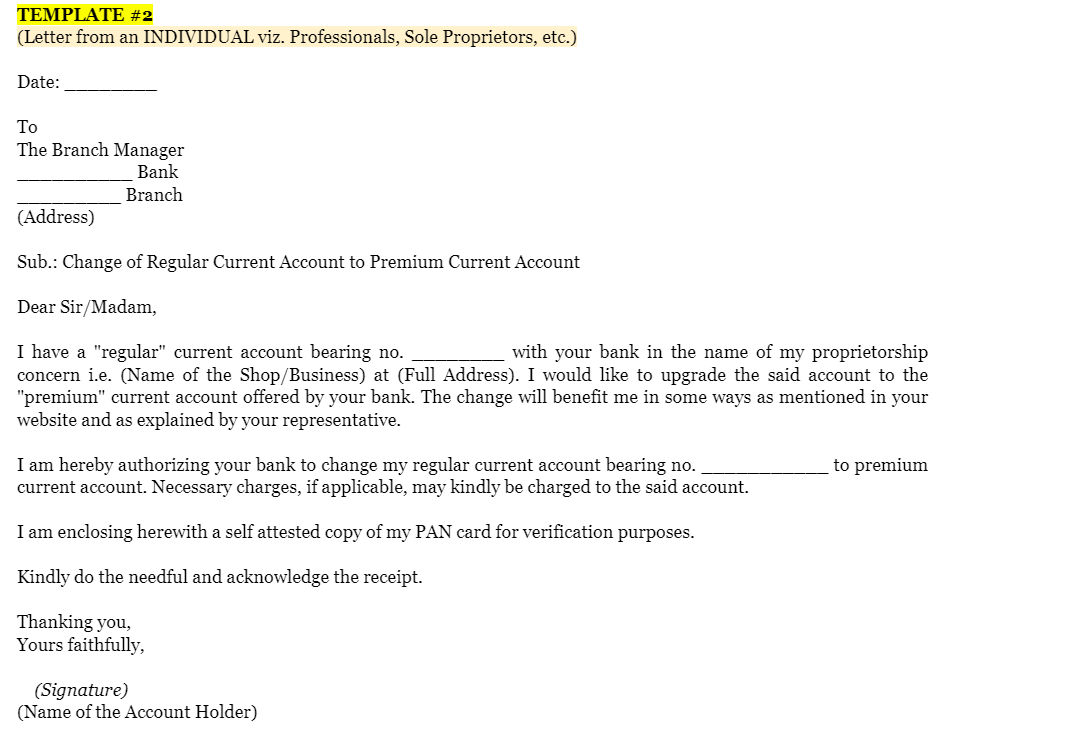 TEMPLATE #2
(Letter from an INDIVIDUAL viz. Professionals, Sole Proprietors, etc.)
Date: ________
To
The Branch Manager
__________ Bank
_________ Branch
(Address)
Sub.: Change of Regular Current Account to Premium Current Account
Dear Sir/Madam,
I have a "regular" current account bearing no. ________ with your bank in the name of my proprietorship
concern i.e. (Name of the Shop/Business) at (Full Address). I would like to upgrade the said account to the
"premium" current account offered by your bank. The change will benefit me in some ways as mentioned in your
website and as explained by your representative.
I am hereby authorizing your bank to change my regular current account bearing no. ___________ to premium
current account. Necessary charges, if applicable, may kindly be charged to the said account.
I am enclosing herewith a self attested copy of my PAN card for verification purposes.
Kindly do the needful and acknowledge the receipt.
Thanking you,
Yours faithfully,
(Signature)
(Name of the Account Holder)